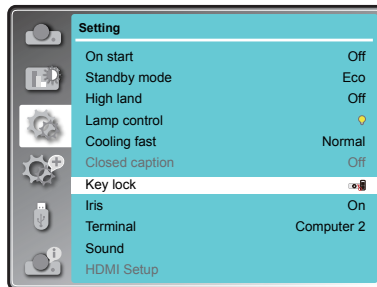 Setting
On start Off
Standby mode Eco
High land Off
Lamp control
Cooling fast Normal
Closed caption Off
Key lock
Iris On
Terminal Computer 2
Sound
HDMI Setup